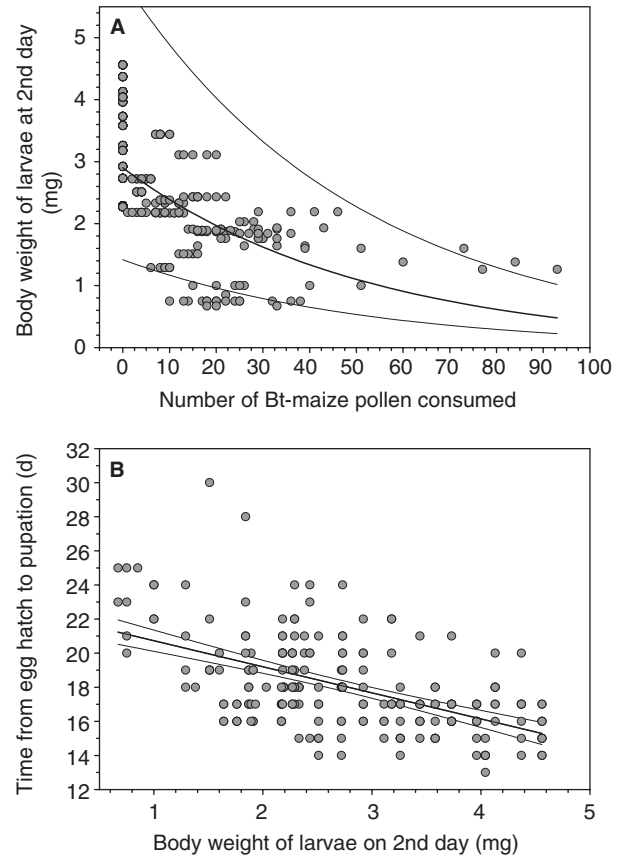 A
5
4
3
2
1
0
Body weight of larvae at 2nd day
(mg)
0 10 20 30 40 50 60 70 80 90 100
Number of Bt-maize pollen consumed
B
32
30
28
26
24
22
20
18
16
14
12
Time from egg hatch to pupation (d)
1 2 3 4 5
Body weight of larvae on 2nd day (mg)